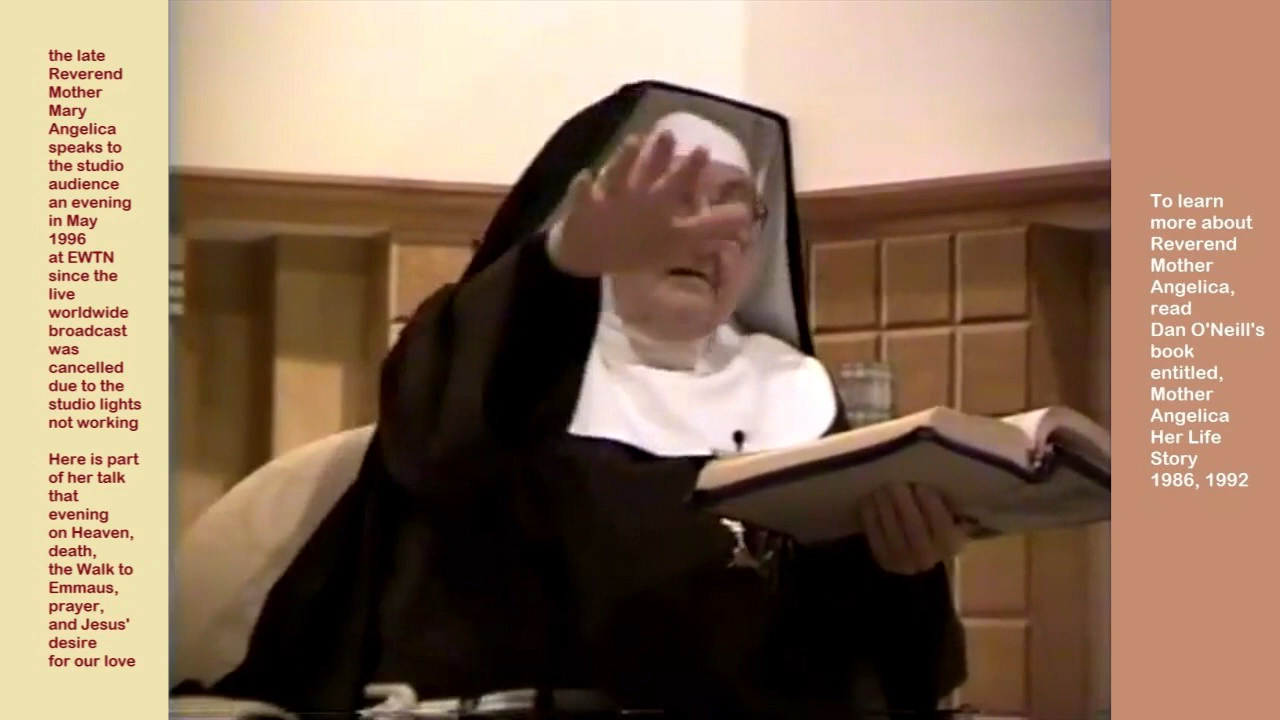 the late
Reverend
Mother
Mary
Angelica
speaks to
the studio
audience
an evening
in May
1996
at EWTN
since the
live
worldwide
broadcast
was
cancelled
due to the
studio lights
not working
Here is part
of her talk
that
evening
on Heaven,
death,
the Walk to
Emmaus,
prayer,
and Jesus'
desire
for our love
To learn
more about
Reverend
Mother
Angelica,
read
Dan O'Neill's
book
entitled,
Mother
Angelica
Her Life
Story
1986, 1992